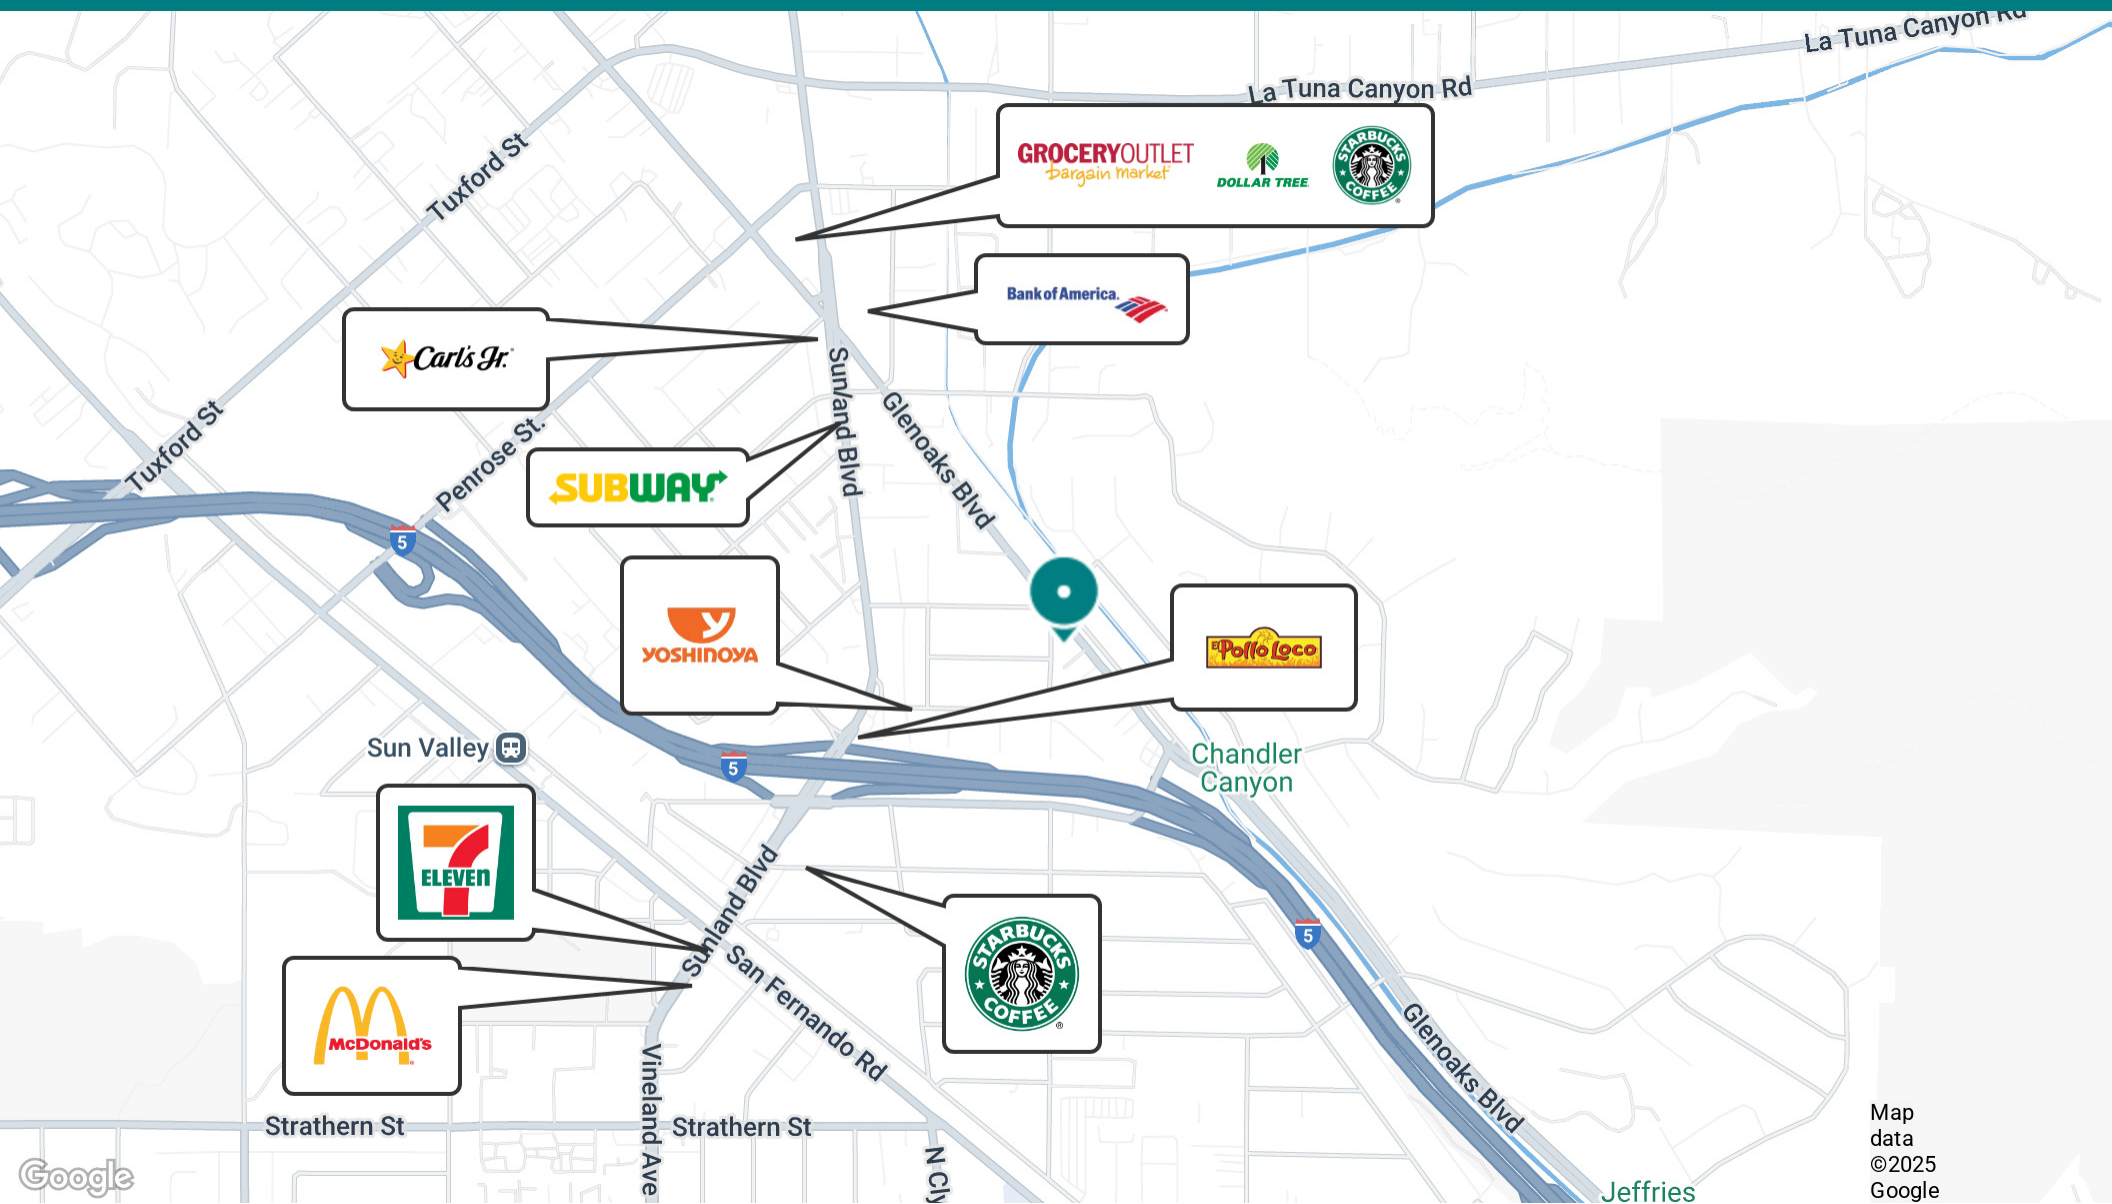 La Tuna Canyon Rd
La Tuna Canyon Rd
Tuxford St
GROCERYOUTLET
bargain market
DOLLAR TREE
STARBUCKS
COFFEE
®
Bank of America.
Carl's Jr.
Sunland Blvd
Glenoaks Blvd
Tuxford St
Penrose St.
SUBWAY
5
YOSHINOYA
El Pollo Loco
Sun Valley
5
Chandler
Canyon
7
ELEVEN
Sunland Blvd
STARBUCKS
COFFEE
®
5
San Fernando Rd
McDonald's
Glenoaks Blvd
Vineland Ave
Strathern St
Strathern St
N Cly
Jeffries
Google
Map
data
©2025
Google